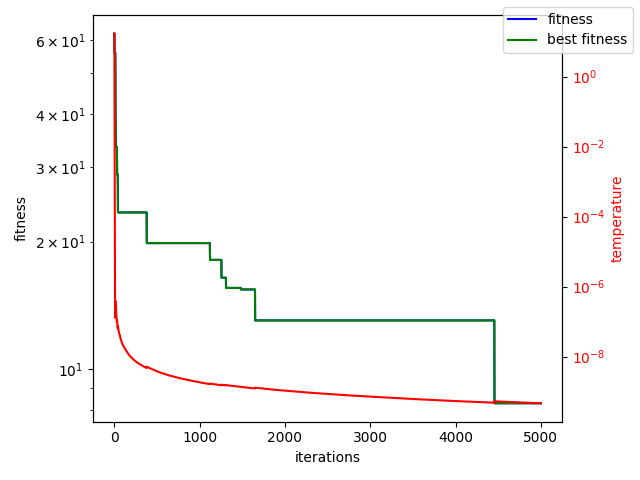 fitness
best fitness
6 × 10¹
4 × 10¹
3 × 10¹
2 × 10¹
10¹
fitness
10⁰
10⁻²
10⁻⁴
10⁻⁶
10⁻⁸
temperature
0 1000 2000 3000 4000 5000
iterations